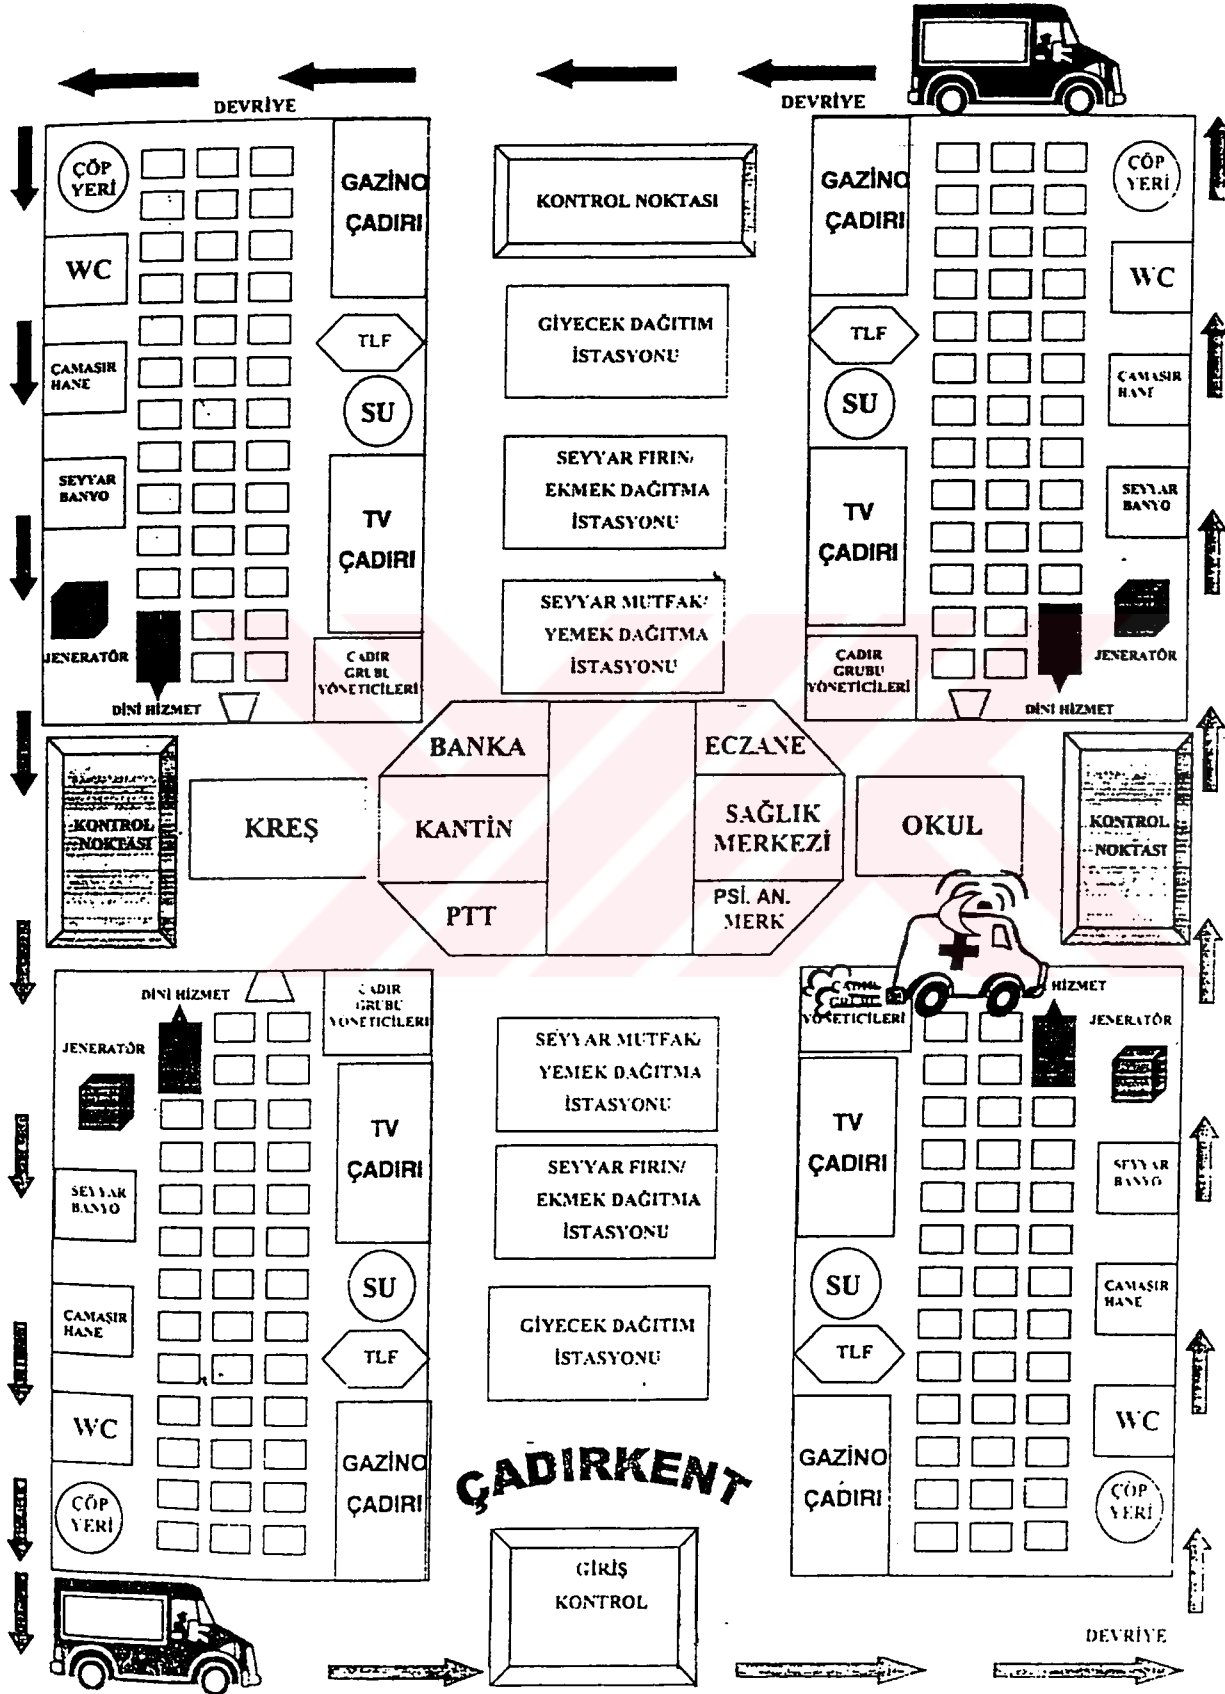 DEVRİYE
DEVRİYE
ÇÖP
YERİ
WC
ÇAMAŞIR
HANE
SEYYAR
BANYO
JENERATÖR
DİNİ HİZMET
GAZİNO
ÇADIRI
TLF
SU
TV
ÇADIRI
ÇADIR
GRUBU
YÖNETİCİLERİ
KONTROL NOKTASI
GİYECEK DAĞITIM
İSTASYONU
SEYYAR FIRIN/
EKMEK DAĞITMA
İSTASYONU
SEYYAR MUTFAK/
YEMEK DAĞITMA
İSTASYONU
GAZİNO
ÇADIRI
TLF
SU
TV
ÇADIRI
ÇADIR
GRUBU
YÖNETİCİLERİ
ÇÖP
YERİ
WC
ÇAMAŞIR
HANE
SEYYAR
BANYO
JENERATÖR
DİNİ HİZMET
KONTROL
NOKTASI
KREŞ
BANKA
KANTİN
PTT
ECZANE
SAĞLIK
MERKEZİ
PSİ. AN.
MERK
OKUL
KONTROL
NOKTASI
DİNİ HİZMET
JENERATÖR
SEYYAR
BANYO
ÇAMAŞIR
HANE
WC
ÇÖP
YERİ
ÇADIR
GRUBU
YÖNETİCİLERİ
TV
ÇADIRI
SU
TLF
GAZİNO
ÇADIRI
SEYYAR MUTFAK/
YEMEK DAĞITMA
İSTASYONU
SEYYAR FIRIN/
EKMEK DAĞITMA
İSTASYONU
GİYECEK DAĞITIM
İSTASYONU
ÇADIRKENT
GİRİŞ
KONTROL
YÖNETİCİLERİ
TV
ÇADIRI
SU
TLF
GAZİNO
ÇADIRI
HİZMET
JENERATÖR
SEYYAR
BANYO
ÇAMAŞIR
HANE
WC
ÇÖP
YERİ
DEVRİYE